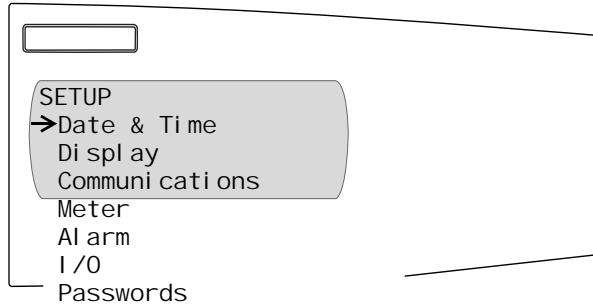 SETUP
→Date & Time
Display
Communications
Meter
Alarm
I/O
Passwords